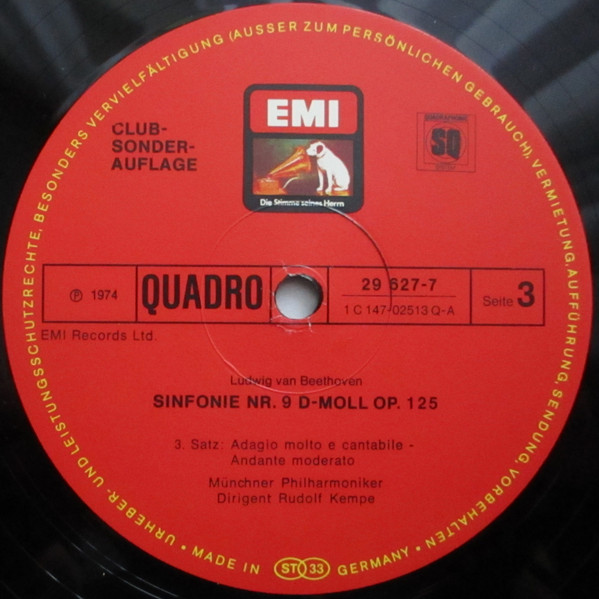 URHEBER- UND LEISTUNGSSCHUTZRECHTE, BESONDERS VERVIELFÄLTIGUNG (AUSSER ZUM PERSÖNLICHEN GEBRAUCH), VERMIETUNG, AUFFÜHRUNG, SENDUNG, VORBEHALTEN •
CLUB-
SONDER-
AUFLAGE
EMI
Die Stimme seines Herrn
SQ
℗ 1974
QUADRO
29 627-7
1 C 147-02513 Q-A
Seite 3
EMI Records Ltd.
Ludwig van Beethoven
SINFONIE NR. 9 D-MOLL OP. 125
3. Satz: Adagio molto e cantabile -
Andante moderato
Münchner Philharmoniker
Dirigent Rudolf Kempe
• MADE IN ST 33 GERMANY •